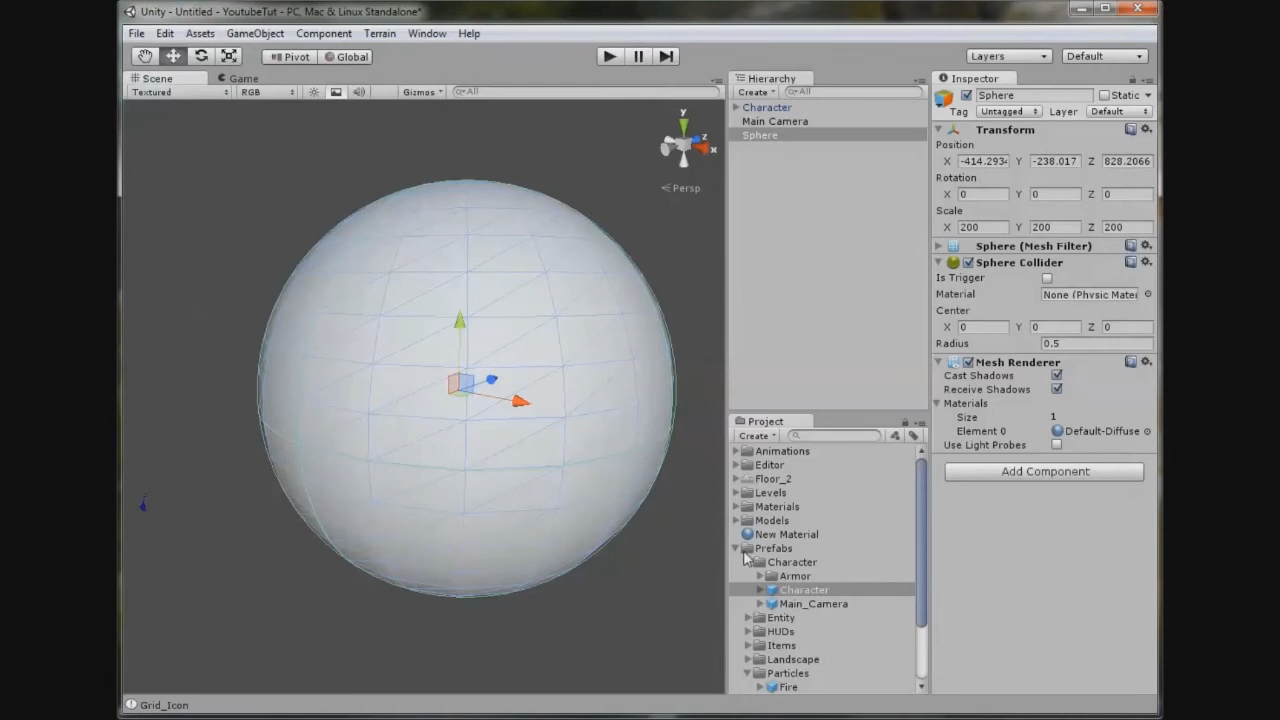 Unity - Untitled - YoutubeTut - PC, Mac & Linux Standalone*
File Edit Assets GameObject Component Terrain Window Help
Pivot Global Layers Default
Scene Game
Textured RGB Gizmos All
y
z
x
Persp
Hierarchy
Create All
Character
Main Camera
Sphere
Project
Create
Animations
Editor
Floor_2
Levels
Materials
Models
New Material
Prefabs
Character
Armor
Character
Main_Camera
Entity
HUDs
Items
Landscape
Particles
Fire
Inspector
Sphere Static
Tag Untagged Layer Default
Transform
Position
X -414.293 Y -238.017 Z 828.2066
Rotation
X 0 Y 0 Z 0
Scale
X 200 Y 200 Z 200
Sphere (Mesh Filter)
Sphere Collider
Is Trigger
Material None (Physic Mater
Center
X 0 Y 0 Z 0
Radius 0.5
Mesh Renderer
Cast Shadows
Receive Shadows
Materials
Size 1
Element 0 Default-Diffuse
Use Light Probes
Add Component
Grid_Icon